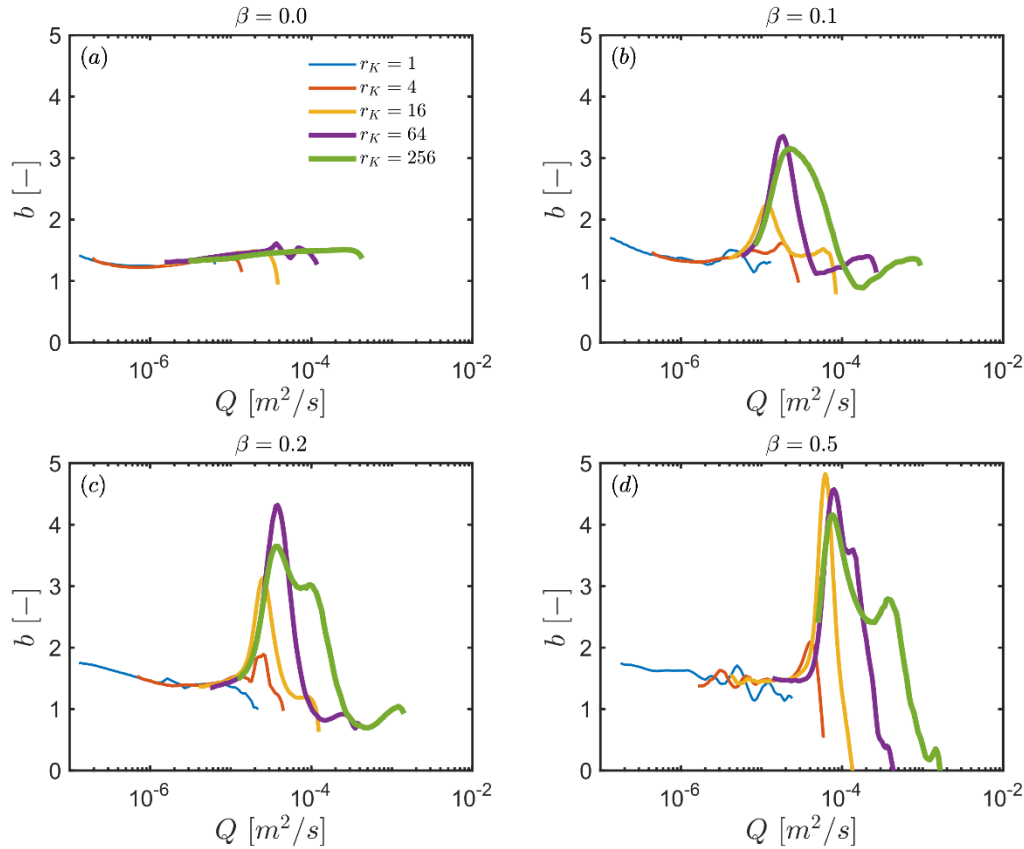 β = 0.0
(a)
r_K = 1
r_K = 4
r_K = 16
r_K = 64
r_K = 256
5
4
3
2
1
0
b [−]
10^-6
10^-4
10^-2
Q [m^2/s]
β = 0.1
(b)
5
4
3
2
1
0
b [−]
10^-6
10^-4
10^-2
Q [m^2/s]
β = 0.2
(c)
5
4
3
2
1
0
b [−]
10^-6
10^-4
10^-2
Q [m^2/s]
β = 0.5
(d)
5
4
3
2
1
0
b [−]
10^-6
10^-4
10^-2
Q [m^2/s]